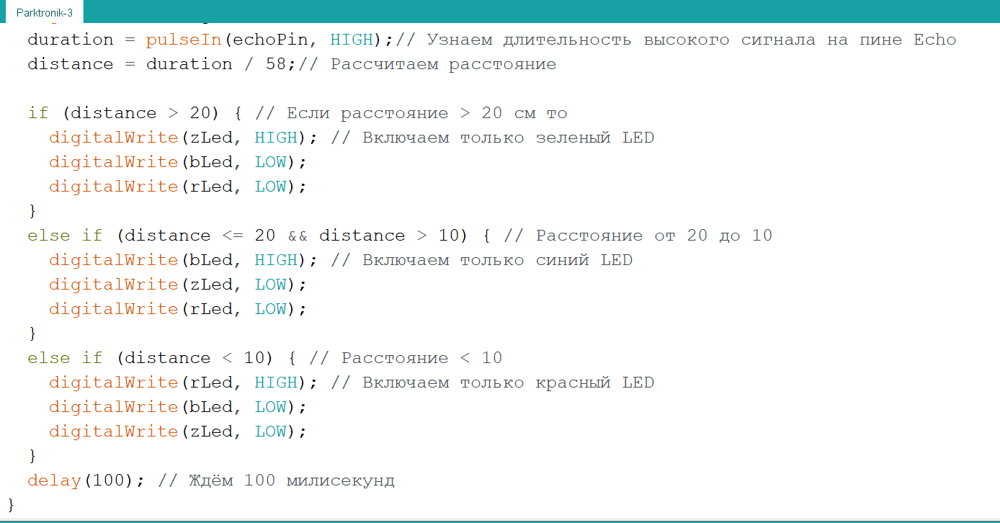 Parktronik-3
duration = pulseIn(echoPin, HIGH);// Узнаем длительность высокого сигнала на пине Echo
distance = duration / 58;// Рассчитаем расстояние
if (distance > 20) { // Если расстояние > 20 см то
digitalWrite(zLed, HIGH); // Включаем только зеленый LED
digitalWrite(bLed, LOW);
digitalWrite(rLed, LOW);
}
else if (distance <= 20 && distance > 10) { // Расстояние от 20 до 10
digitalWrite(bLed, HIGH); // Включаем только синий LED
digitalWrite(zLed, LOW);
digitalWrite(rLed, LOW);
}
else if (distance < 10) { // Расстояние < 10
digitalWrite(rLed, HIGH); // Включаем только красный LED
digitalWrite(bLed, LOW);
digitalWrite(zLed, LOW);
}
delay(100); // Ждём 100 милисекунд
}